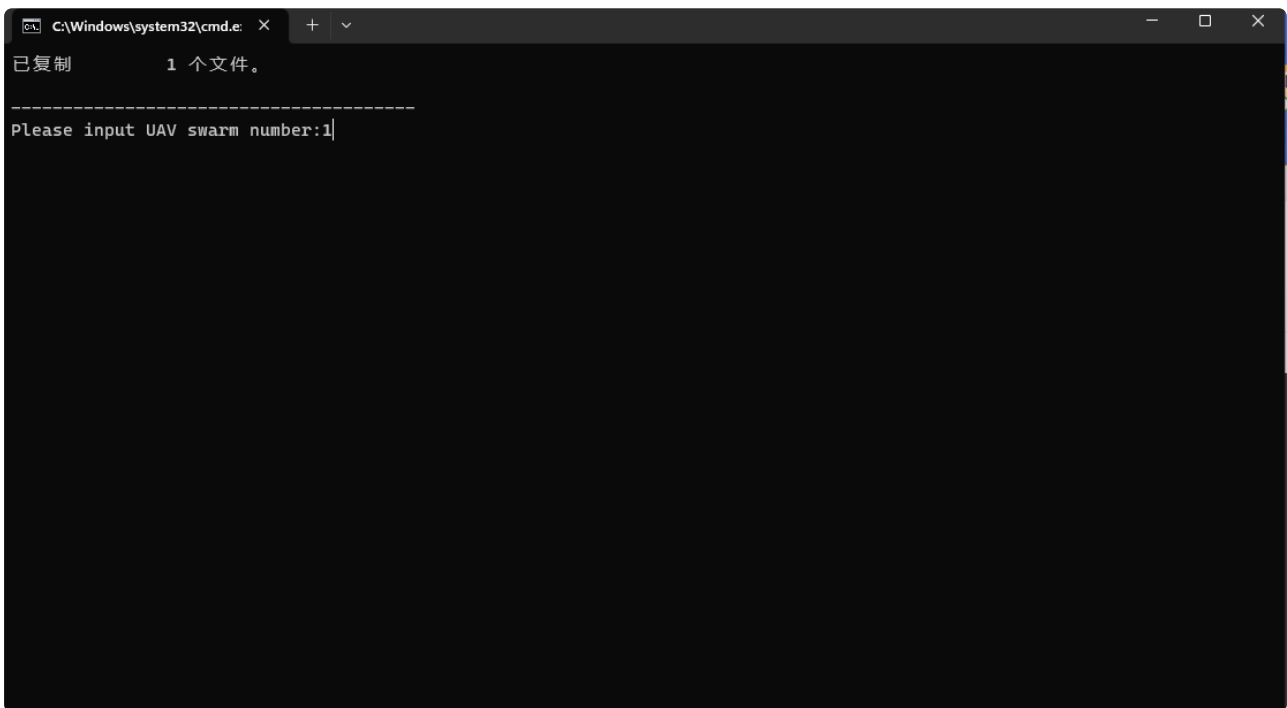 C:\Windows\system32\cmd.e:
已复制         1 个文件。
---------------------------------------
Please input UAV swarm number:1